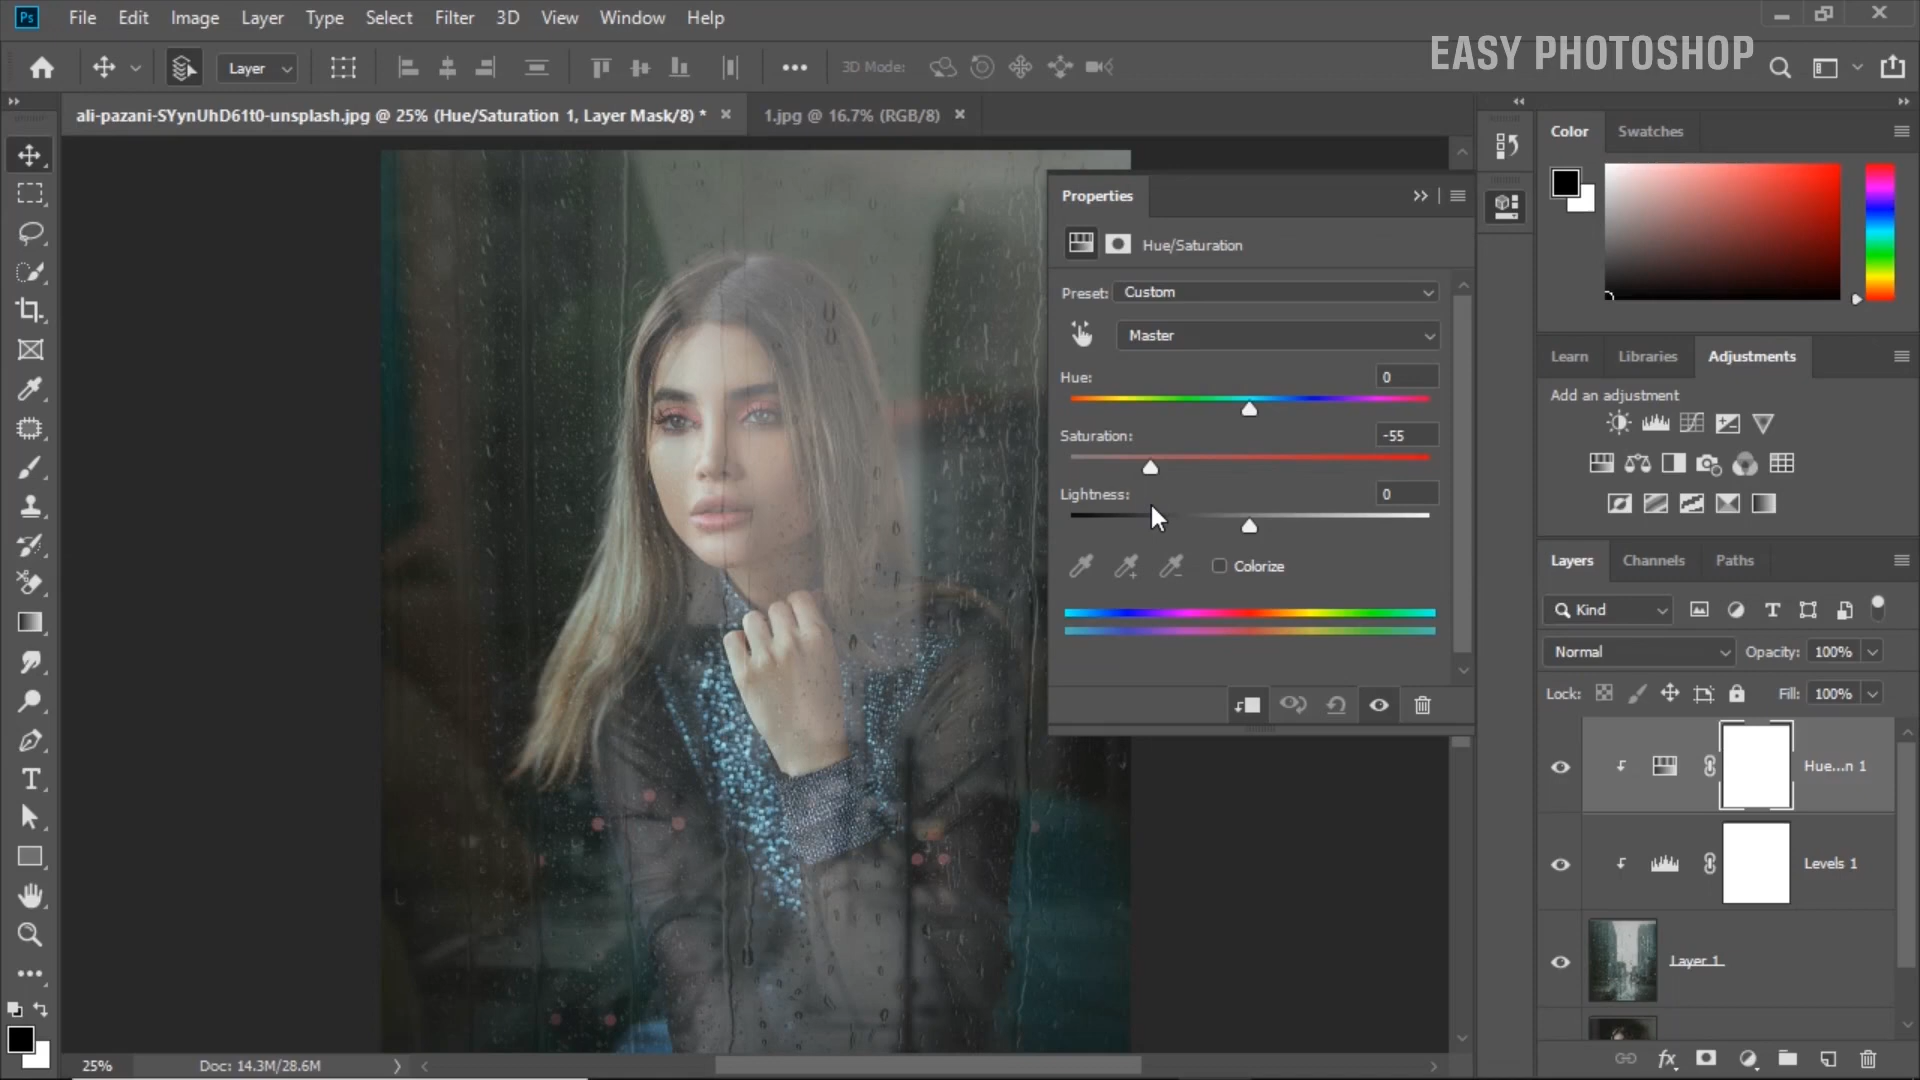 Ps File Edit Image Layer Type Select Filter 3D View Window Help
EASY PHOTOSHOP
Layer 3D Mode:
ali-pazani-SYynUhD61t0-unsplash.jpg @ 25% (Hue/Saturation 1, Layer Mask/8) * 1.jpg @ 16.7% (RGB/8)
Color Swatches
Properties
Hue/Saturation
Preset: Custom
Master
Hue: 0
Saturation: -55
Lightness: 0
Colorize
Learn Libraries Adjustments
Add an adjustment
Layers Channels Paths
Kind T
Normal Opacity: 100%
Lock: Fill: 100%
Hue...n 1
Levels 1
Layer 1
fx
T
25% Doc: 14.3M/28.6M